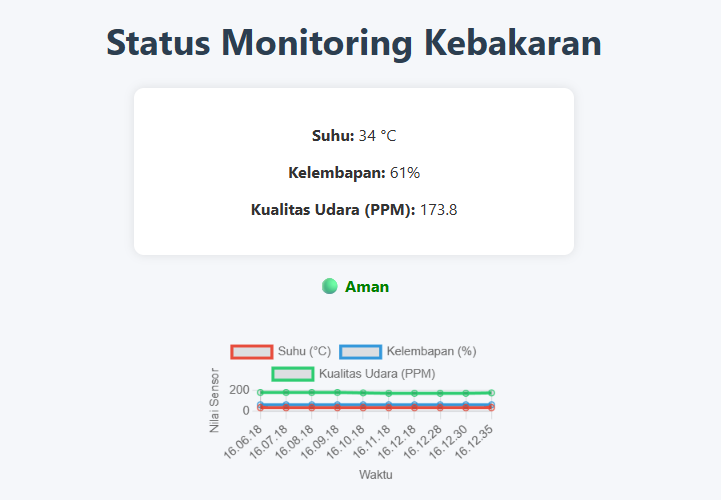 Status Monitoring Kebakaran
Suhu: 34 °C
Kelembapan: 61%
Kualitas Udara (PPM): 173.8
Aman
Suhu (°C) Kelembapan (%)
Kualitas Udara (PPM)
Nilai Sensor
200
0
16.06.18 16.07.18 16.08.18 16.09.18 16.10.18 16.11.18 16.12.18 16.12.28 16.12.30 16.12.35
Waktu